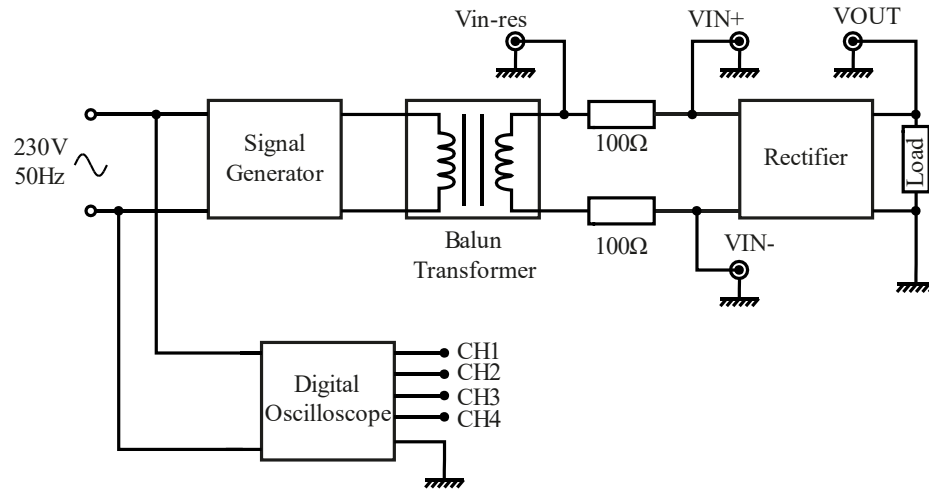 Vin-res
VIN+
VOUT
230V
50Hz
Signal
Generator
100Ω
Rectifier
Load
100Ω
Balun
Transformer
VIN-
Digital
Oscilloscope
CH1
CH2
CH3
CH4